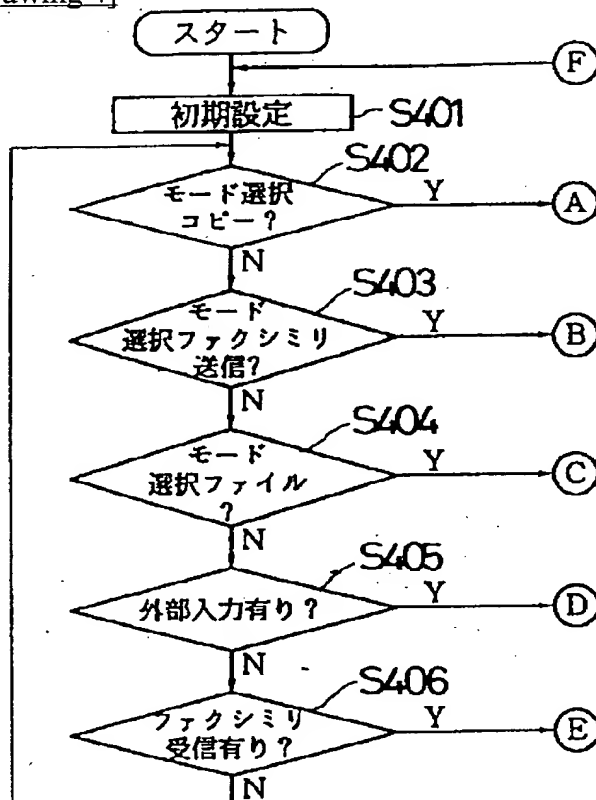 スタート
F
初期設定
S401
S402
モード選択
コピー?
Y
A
N
S403
モード
選択ファクシミリ
送信?
Y
B
N
S404
モード
選択ファイル
?
Y
C
N
S405
外部入力有り?
Y
D
N
S406
ファクシミリ
受信有り?
Y
E
N